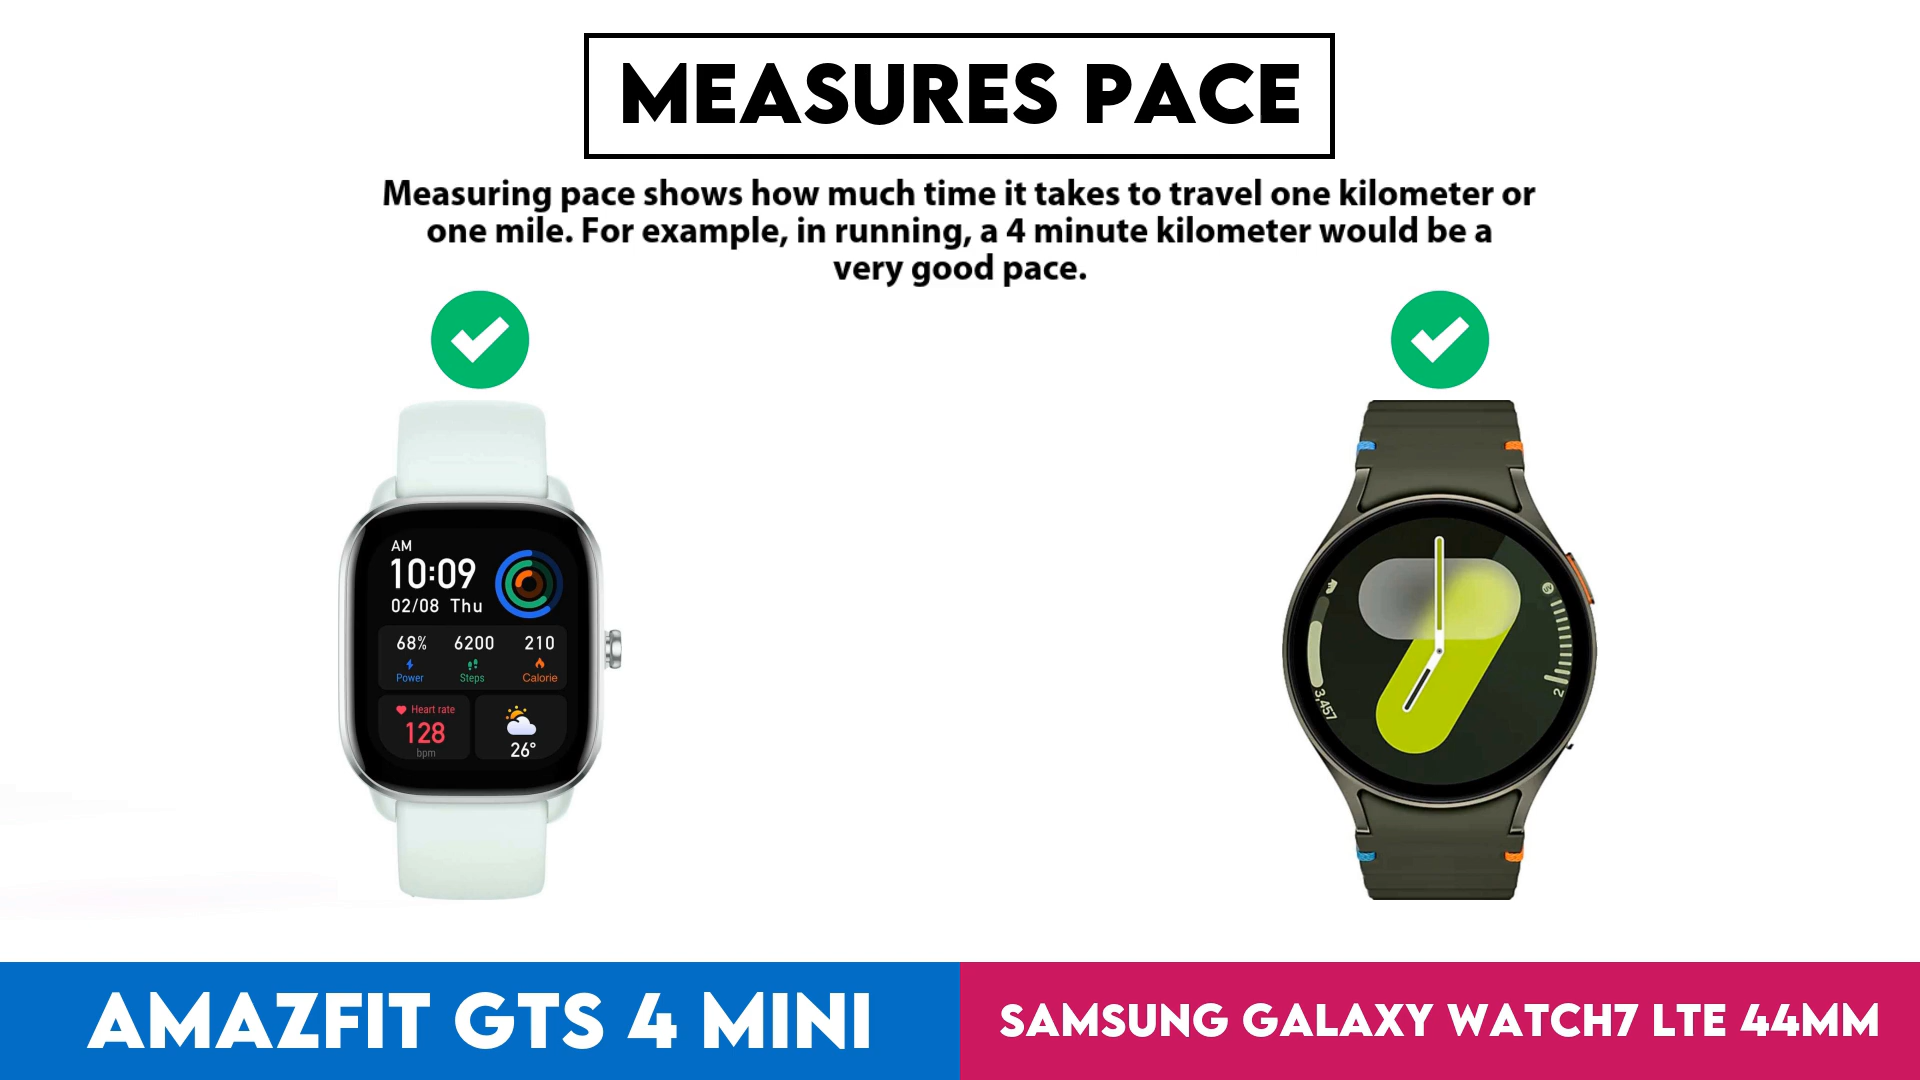 MEASURES PACE
Measuring pace shows how much time it takes to travel one kilometer or
one mile. For example, in running, a 4 minute kilometer would be a
very good pace.
AM
10:09
02/08 Thu
68% 6200 210
Power Steps Calorie
Heart rate
128
bpm
26°
UV
3,457
2
AMAZFIT GTS 4 MINI
SAMSUNG GALAXY WATCH7 LTE 44MM